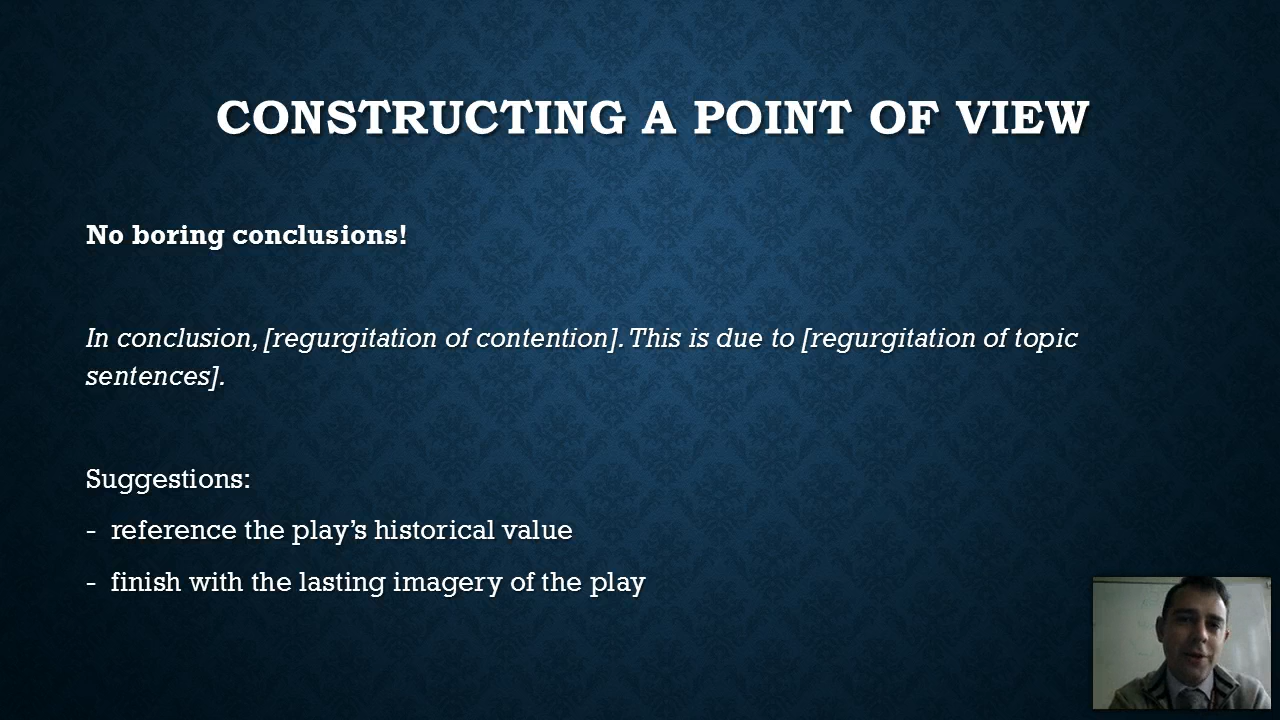 CONSTRUCTING A POINT OF VIEW
No boring conclusions!
In conclusion, [regurgitation of contention]. This is due to [regurgitation of topic
sentences].
Suggestions:
- reference the play’s historical value
- finish with the lasting imagery of the play